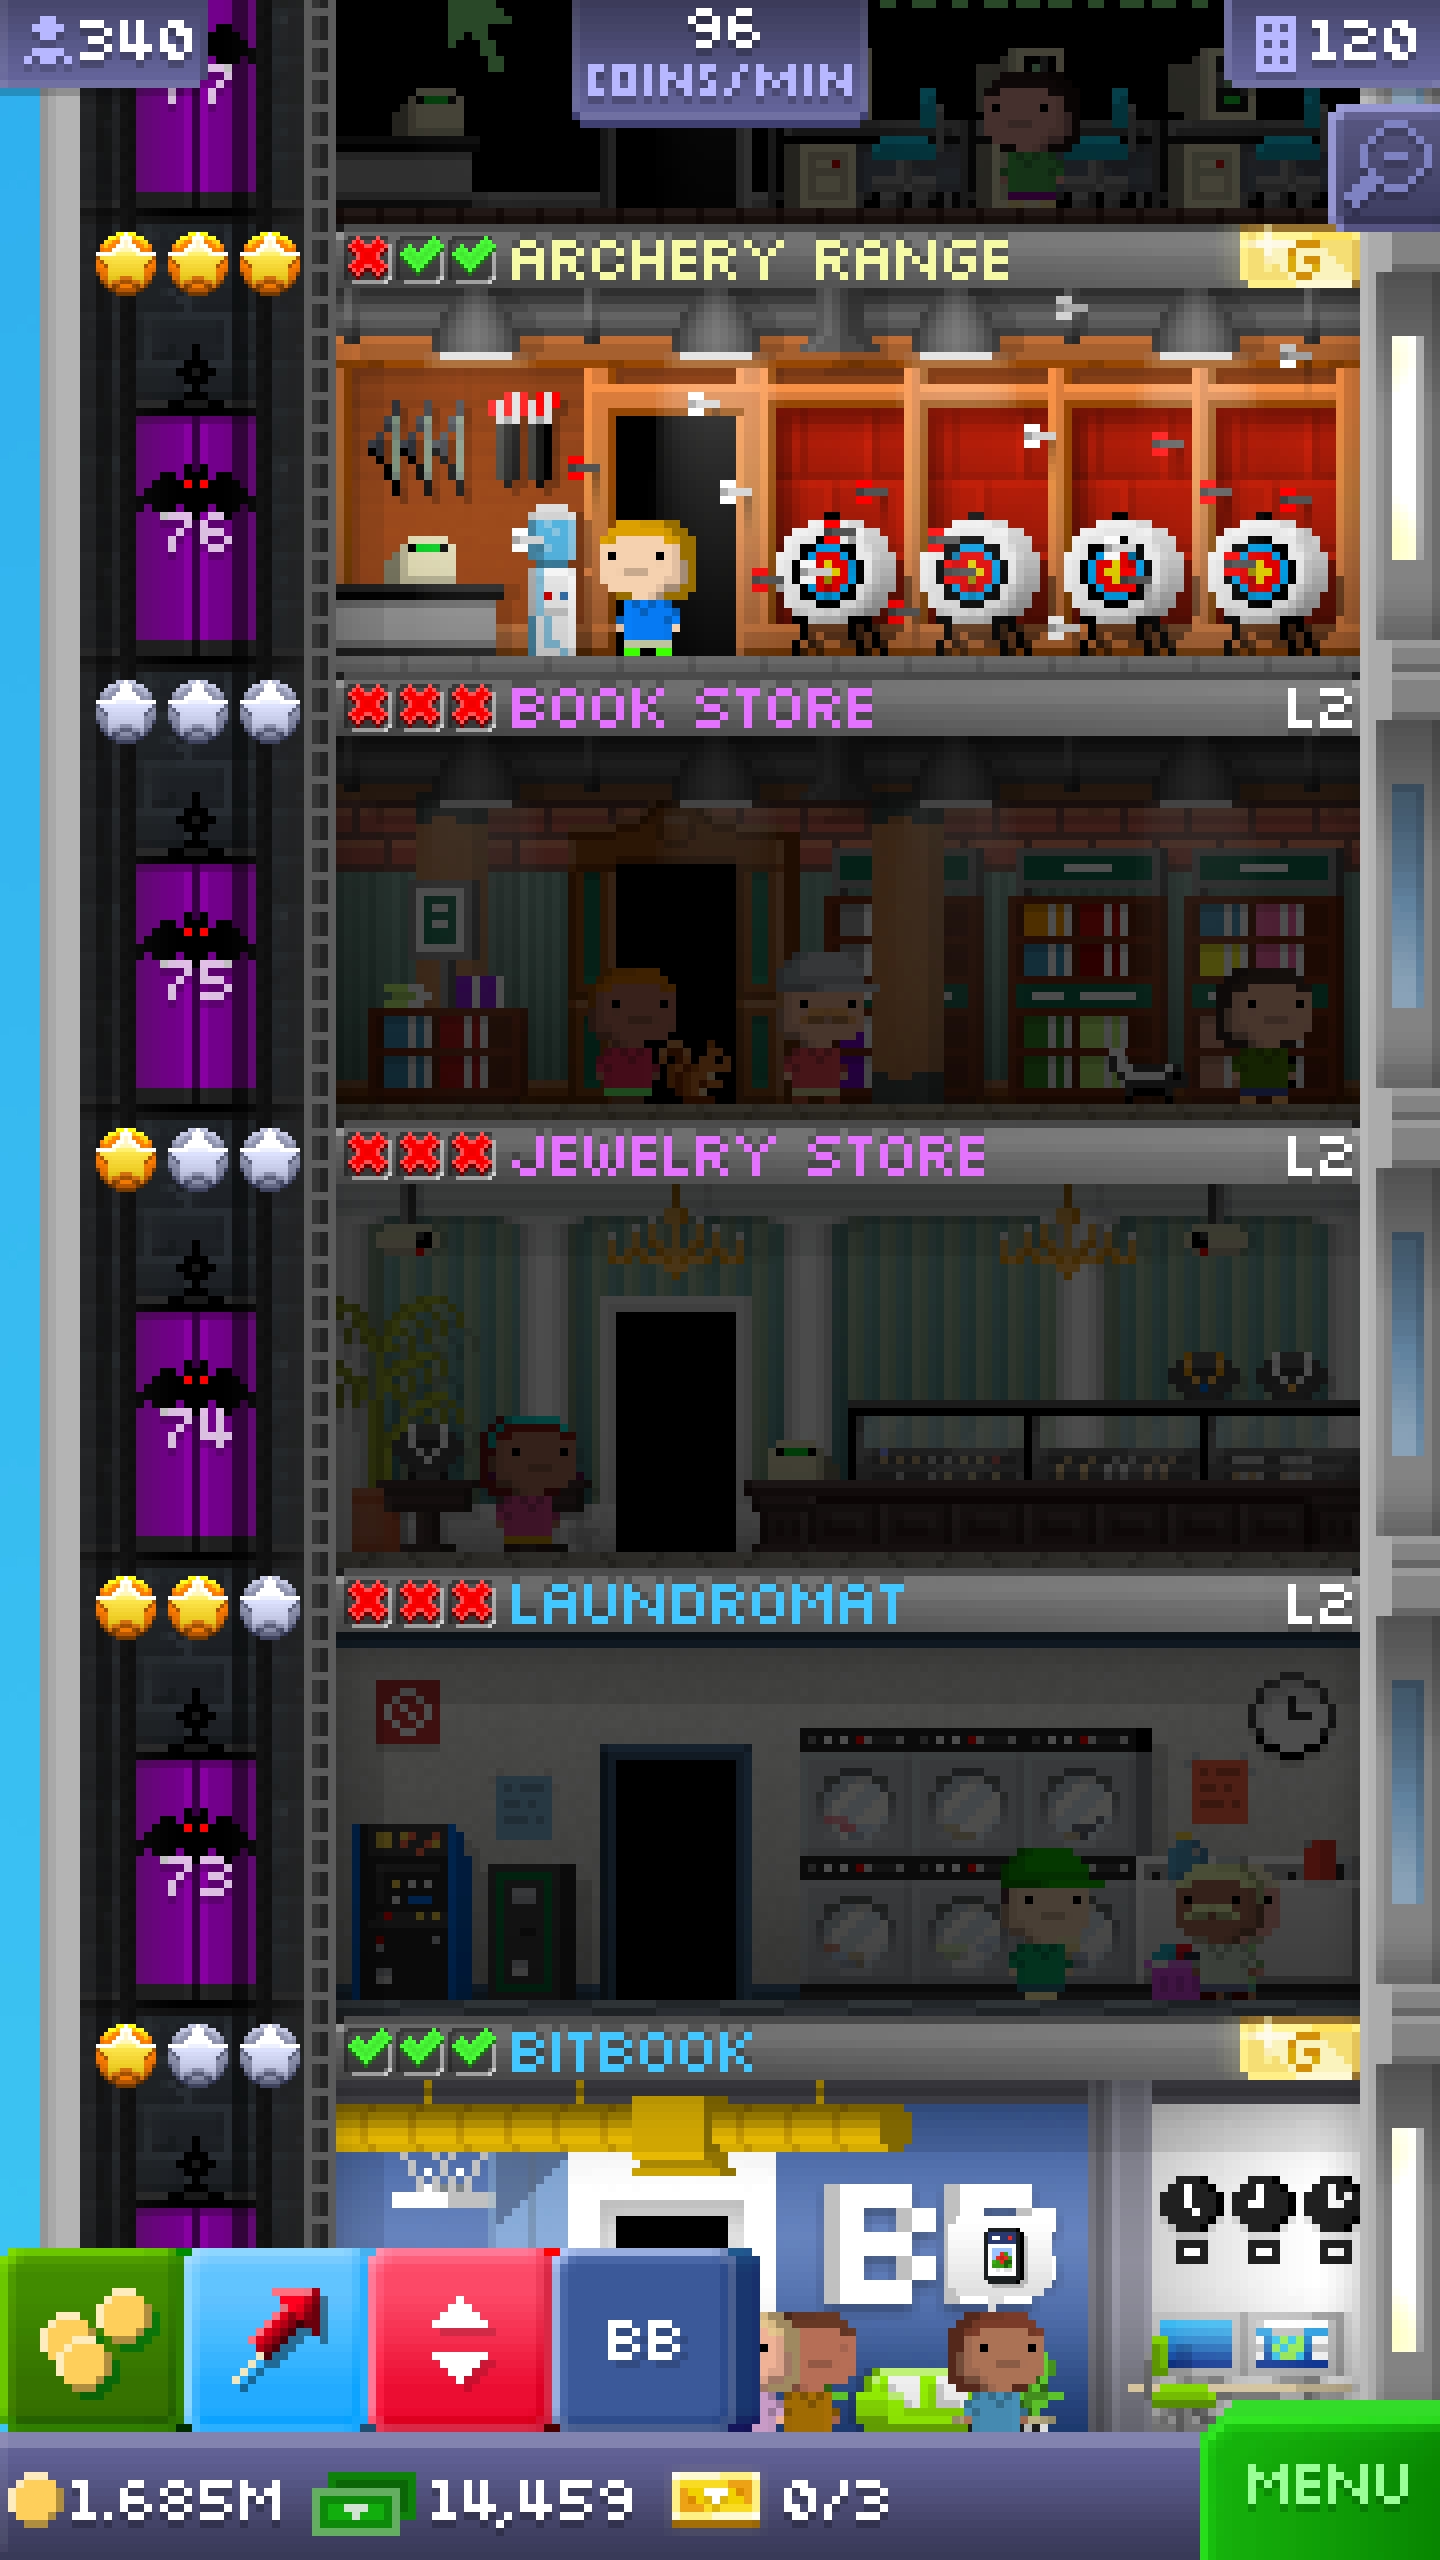 340
96
COINS/MIN
120
ARCHERY RANGE
G
76
BOOK STORE
L2
75
JEWELRY STORE
L2
74
LAUNDROMAT
L2
73
BITBOOK
G
BB
1.685M
14,459
0/3
MENU